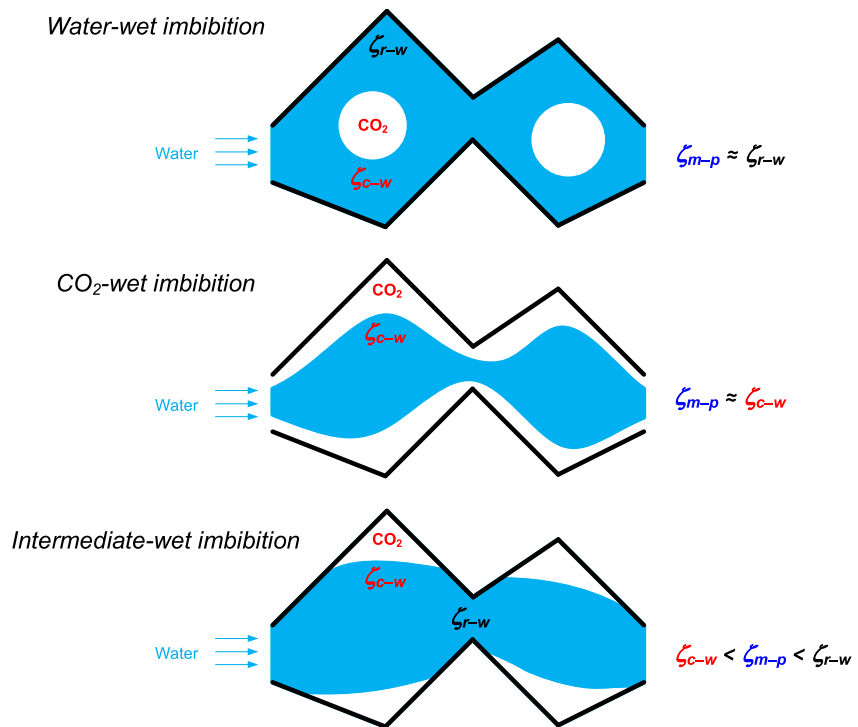 Water-wet imbibition
ζr–w
CO₂
Water
ζc–w
ζm–p ≈ ζr–w
CO₂-wet imbibition
CO₂
ζc–w
Water
ζm–p ≈ ζc–w
Intermediate-wet imbibition
CO₂
ζc–w
ζr–w
Water
ζc–w < ζm–p < ζr–w